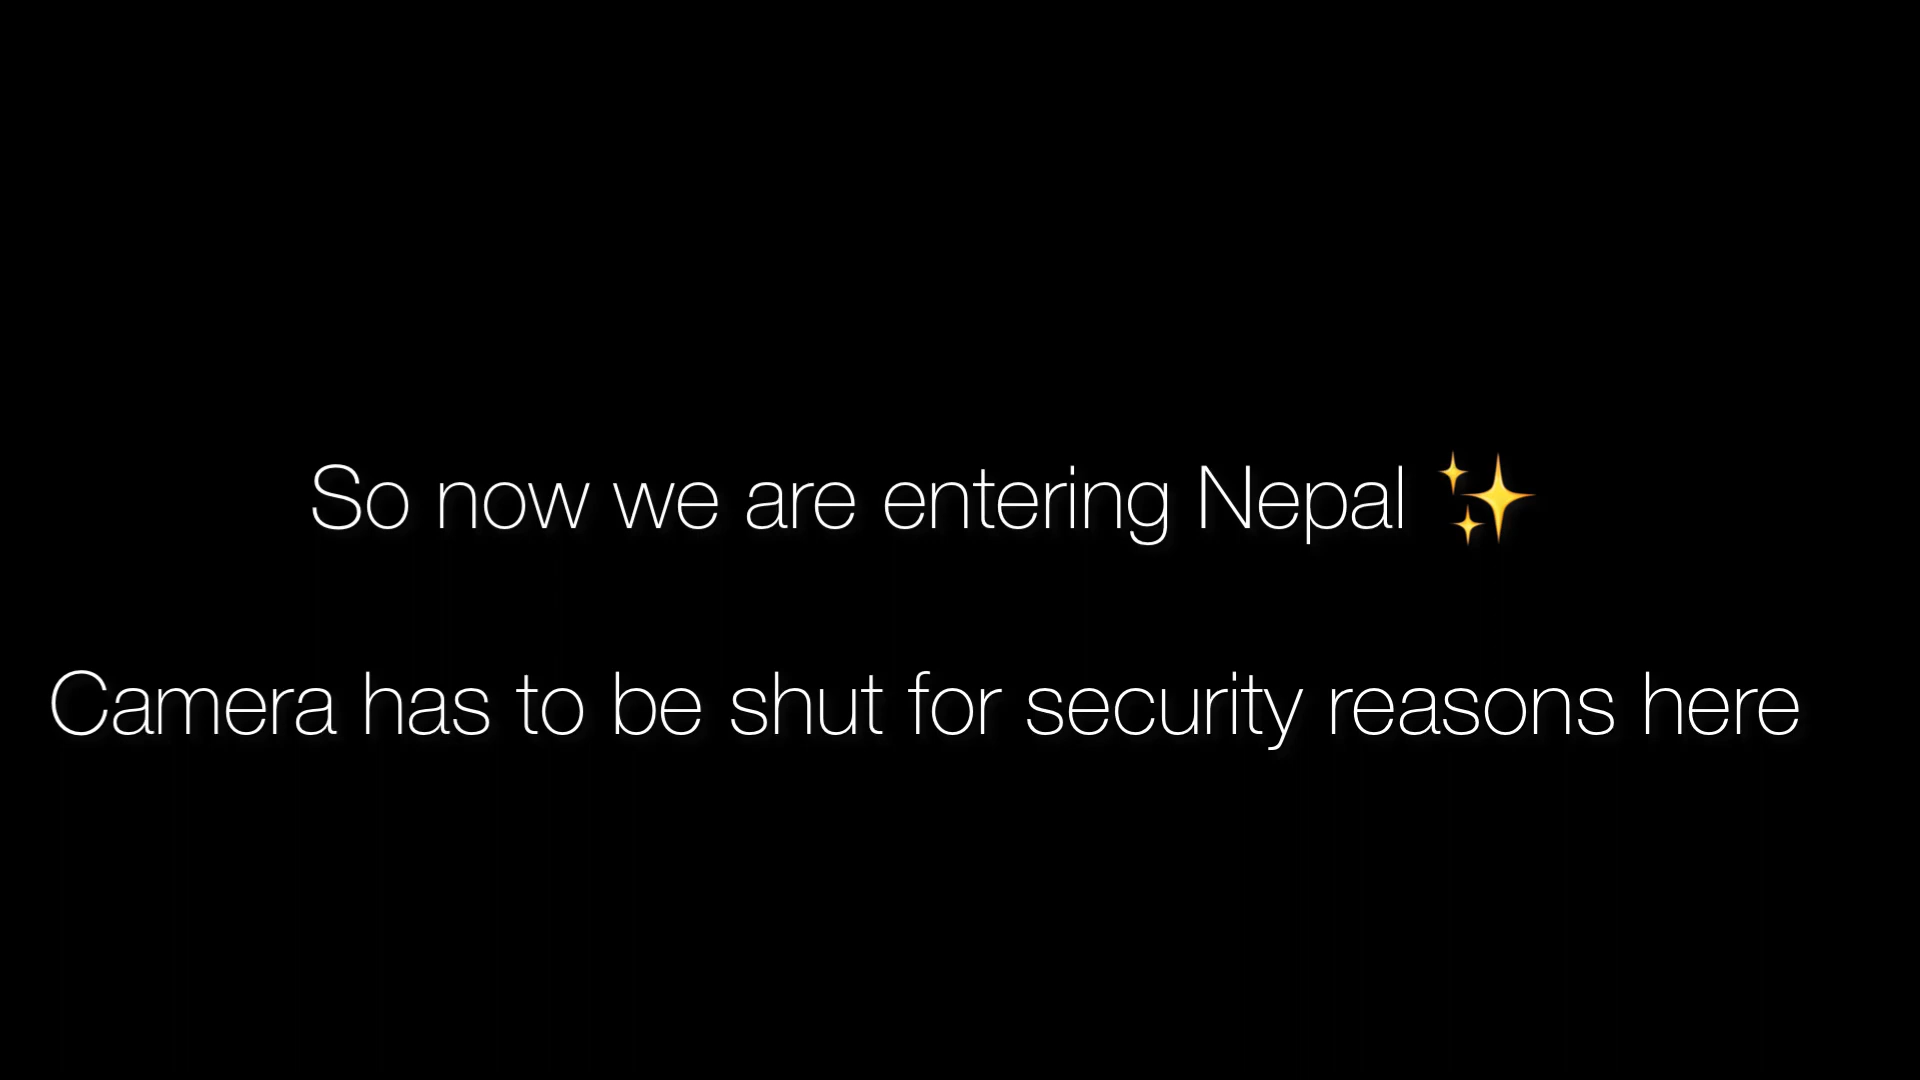 So now we are entering Nepal ✨
Camera has to be shut for security reasons here